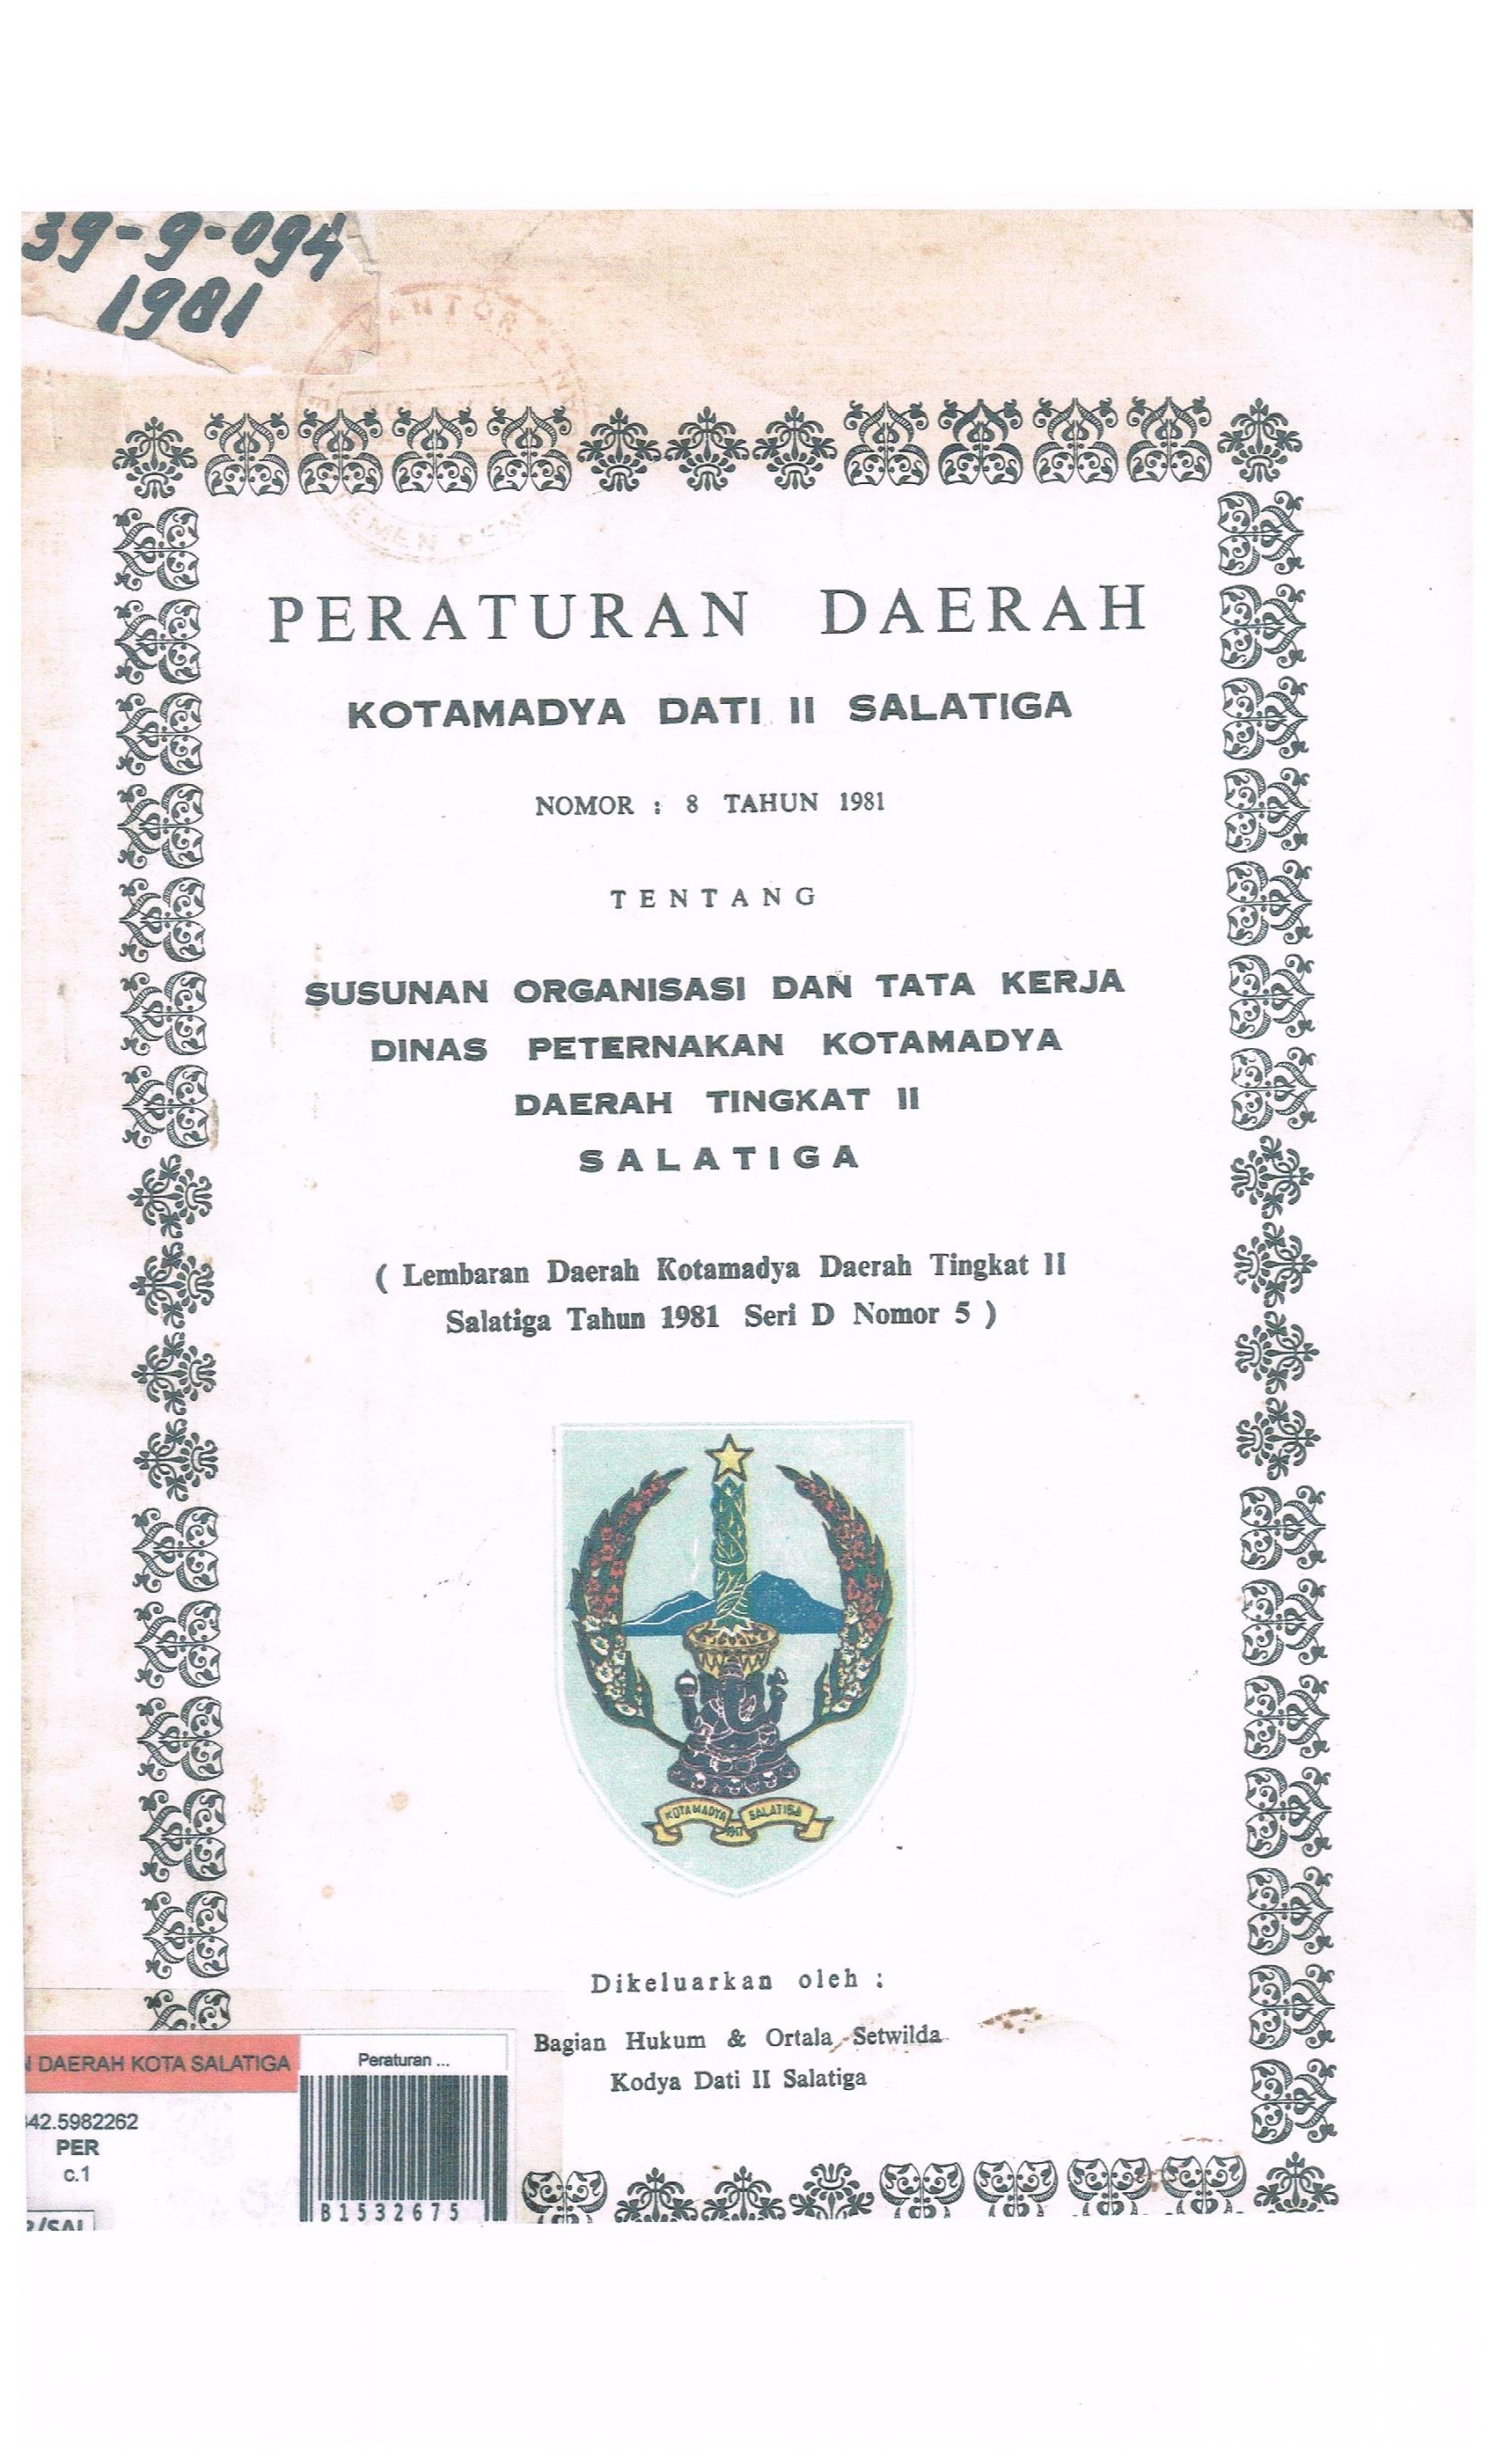 39-9-094
1981
PERATURAN DAERAH
KOTAMADYA DATI II SALATIGA
NOMOR : 8 TAHUN 1981
TENTANG
SUSUNAN ORGANISASI DAN TATA KERJA
DINAS PETERNAKAN KOTAMADYA
DAERAH TINGKAT II
SALATIGA
( Lembaran Daerah Kotamadya Daerah Tingkat II
Salatiga Tahun 1981 Seri D Nomor 5 )
KOTAMADYA SALATIGA
Dikeluarkan oleh :
Bagian Hukum & Ortala Setwilda
Kodya Dati II Salatiga
DAERAH KOTA SALATIGA
Peraturan ...
42.5982262
PER
c.1
/SAL
B1532675